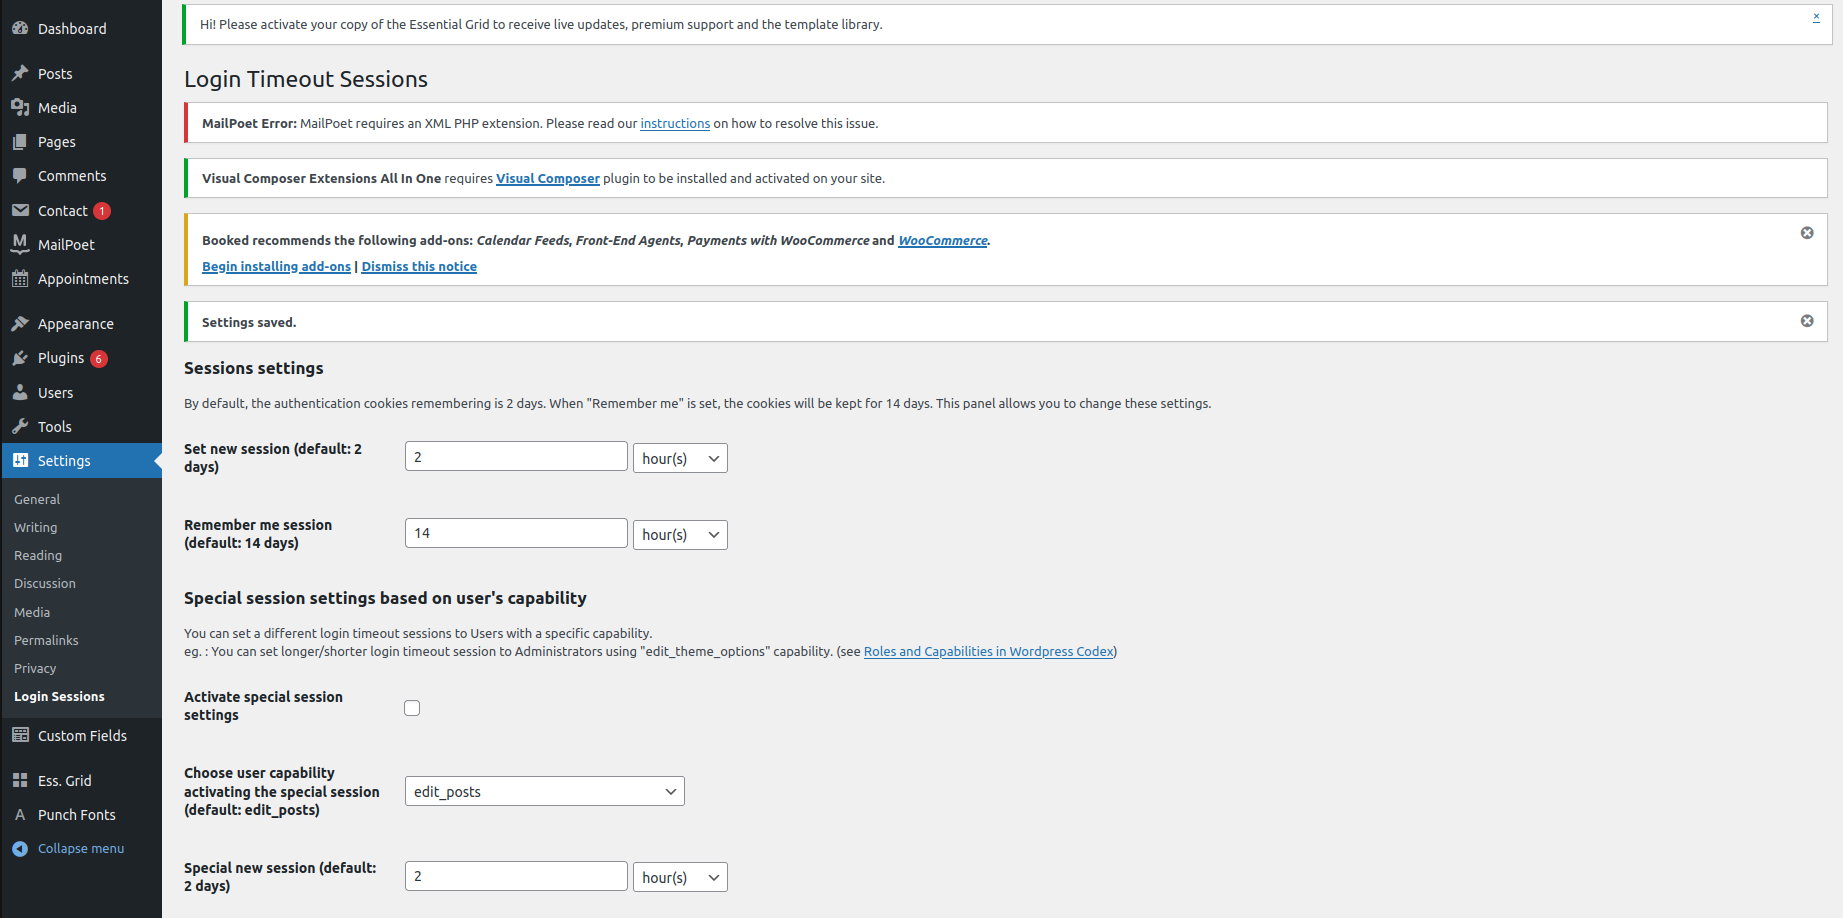 Dashboard
Posts
Media
Pages
Comments
Contact 1
MailPoet
Appointments
Appearance
Plugins 6
Users
Tools
Settings
General
Writing
Reading
Discussion
Media
Permalinks
Privacy
Login Sessions
Custom Fields
Ess. Grid
Punch Fonts
Collapse menu
Hi! Please activate your copy of the Essential Grid to receive live updates, premium support and the template library.
×
Login Timeout Sessions
MailPoet Error: MailPoet requires an XML PHP extension. Please read our instructions on how to resolve this issue.
Visual Composer Extensions All In One requires Visual Composer plugin to be installed and activated on your site.
Booked recommends the following add-ons: Calendar Feeds, Front-End Agents, Payments with WooCommerce and WooCommerce.
Begin installing add-ons | Dismiss this notice
Settings saved.
Sessions settings
By default, the authentication cookies remembering is 2 days. When "Remember me" is set, the cookies will be kept for 14 days. This panel allows you to change these settings.
Set new session (default: 2
days)
2
hour(s)
Remember me session
(default: 14 days)
14
hour(s)
Special session settings based on user's capability
You can set a different login timeout sessions to Users with a specific capability.
eg. : You can set longer/shorter login timeout session to Administrators using "edit_theme_options" capability. (see Roles and Capabilities in Wordpress Codex)
Activate special session
settings
Choose user capability
activating the special session
(default: edit_posts)
edit_posts
Special new session (default:
2 days)
2
hour(s)